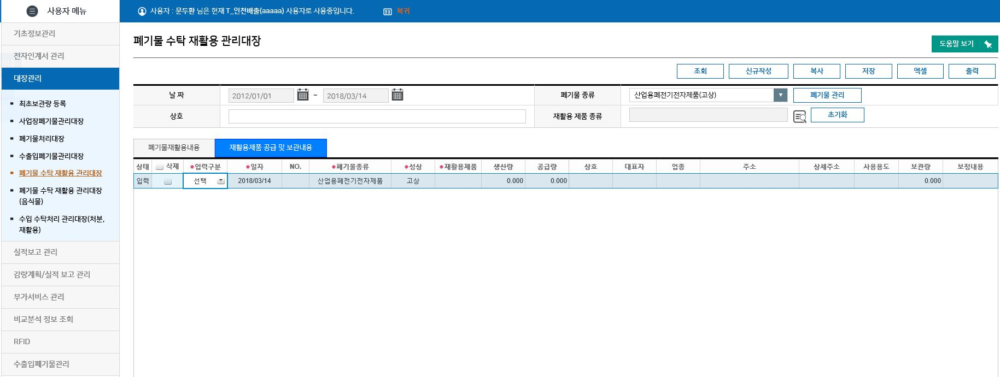 사용자 메뉴
사용자 : 문두환 님은 현재 T_인천배출(aaaaa) 사용자로 사용중입니다. 복귀
기초정보관리
전자인계서 관리
대장관리
최초보관량 등록
사업장폐기물관리대장
폐기물처리대장
수출입폐기물관리대장
폐기물 수탁 재활용 관리대장
폐기물 수탁 재활용 관리대장
(음식물)
수입 수탁처리 관리대장(처분,
재활용)
실적보고 관리
감량계획/실적 보고 관리
부가서비스 관리
비교분석 정보 조회
RFID
수출입폐기물관리
폐기물 수탁 재활용 관리대장
도움말 보기
조회 신규작성 복사 저장 엑셀 출력
날 짜 2012/01/01 ~ 2018/03/14 폐기물 종류 산업용폐전기전자제품(고상) 폐기물 관리
상호 재활용 제품 종류 초기화
폐기물재활용내용 재활용제품 공급 및 보관내용
상태 삭제 *입력구분 *일자 NO. *폐기물종류 *성상 *재활용제품 생산량 공급량 상호 대표자 업종 주소 상세주소 사용용도 보관량 보정내용
입력 선택 2018/03/14 산업용폐전기전자제품 고상 0.000 0.000 0.000